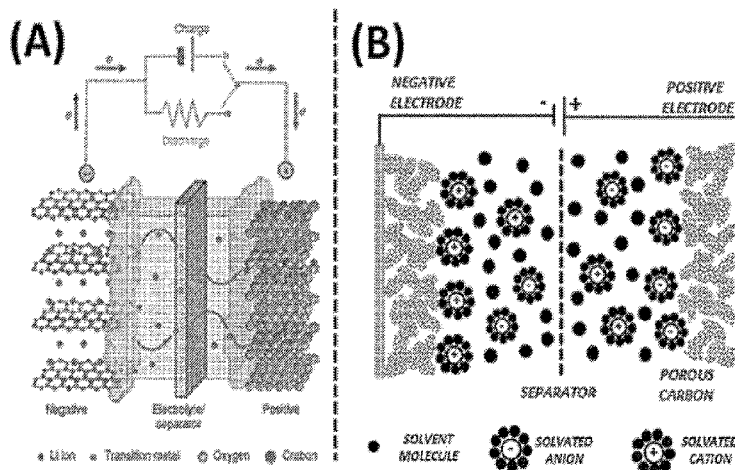 (A)
Charge
e
e
e
e
Discharge
Negative
Electrolyte/
separator
Positive
Li ion
Transition metal
Oxygen
Carbon
(B)
NEGATIVE
ELECTRODE
POSITIVE
ELECTRODE
- +
SEPARATOR
POROUS
CARBON
SOLVENT
MOLECULE
SOLVATED
ANION
SOLVATED
CATION